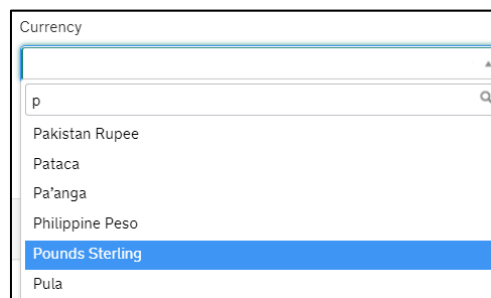 Currency
p
Pakistan Rupee
Pataca
Pa’anga
Philippine Peso
Pounds Sterling
Pula